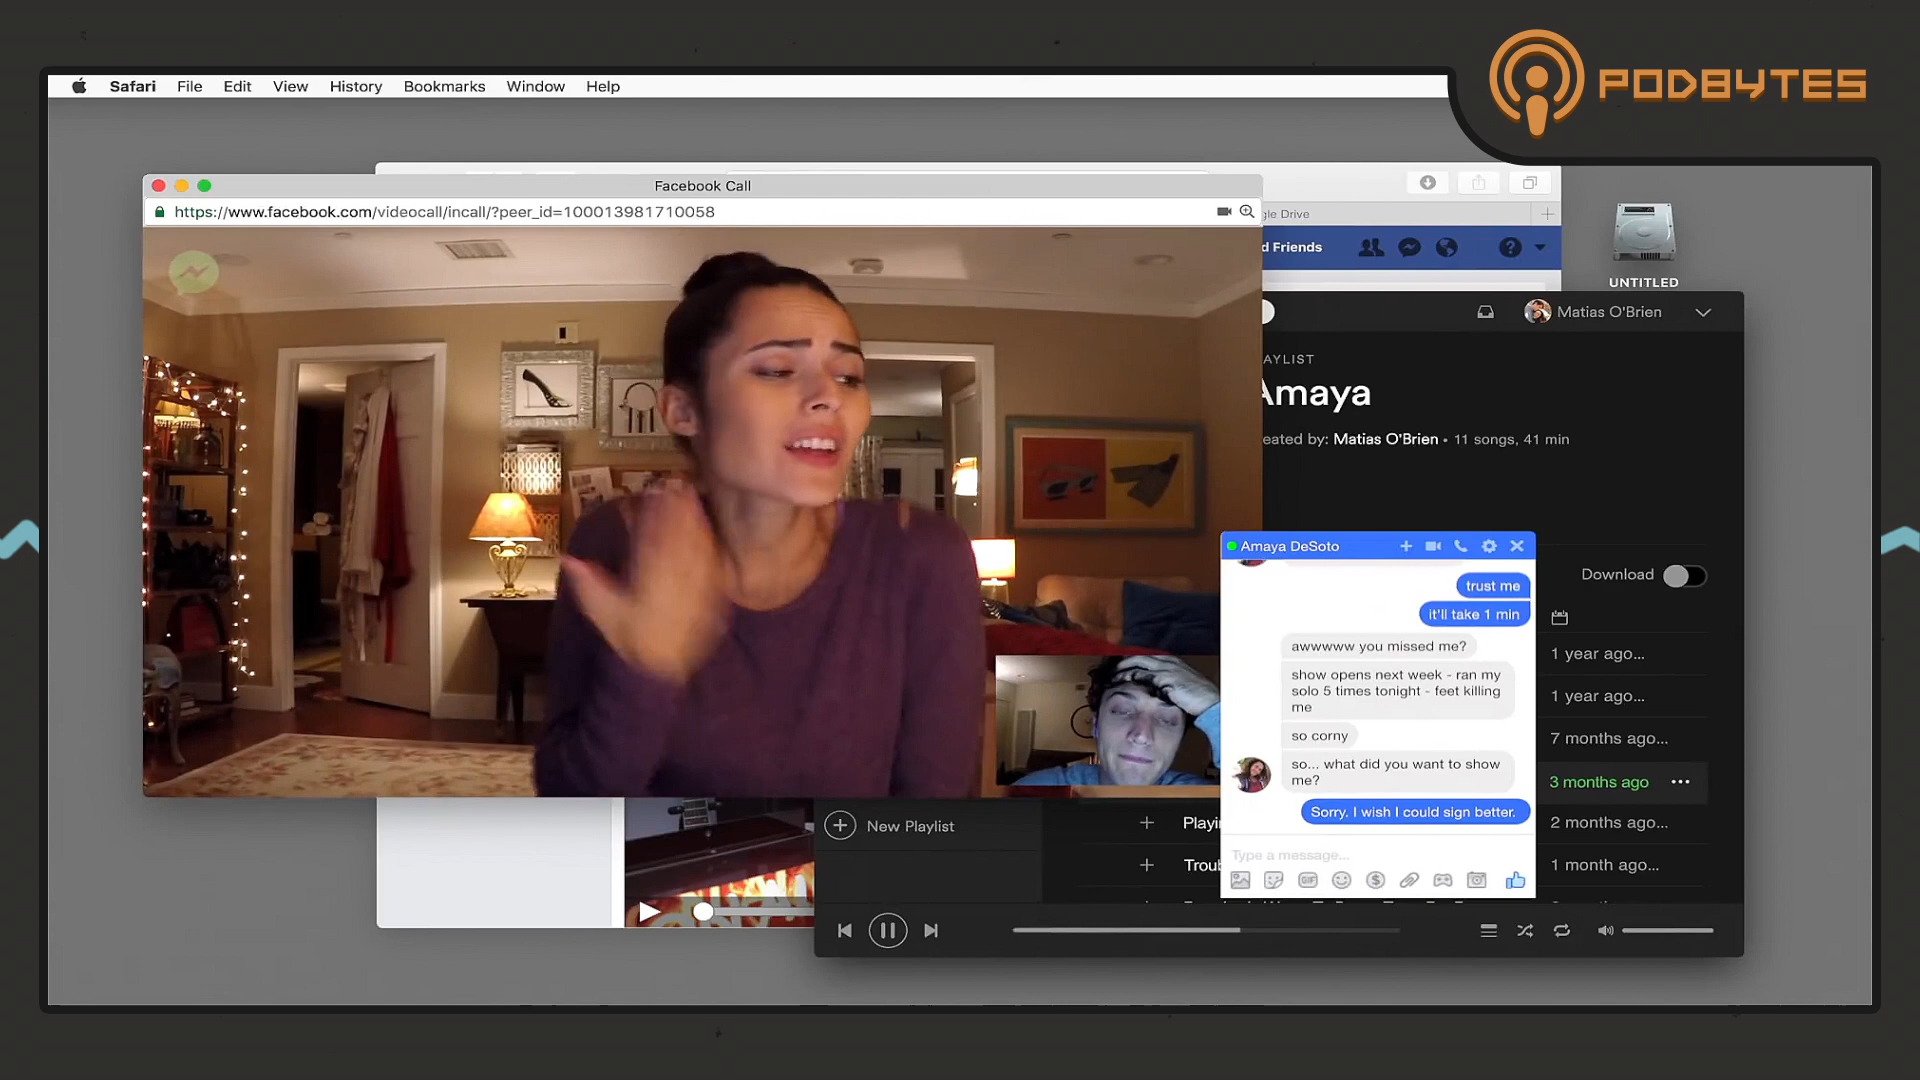 PODBYTES
Safari File Edit View History Bookmarks Window Help
Facebook Call
https://www.facebook.com/videocall/incall/?peer_id=100013981710058
gle Drive
d Friends
UNTITLED
Matias O'Brien
AYLIST
Amaya
eated by: Matias O'Brien • 11 songs, 41 min
Download
Amaya DeSoto
trust me
it'll take 1 min
awwwww you missed me?
show opens next week - ran my
solo 5 times tonight - feet killing
me
so corny
so... what did you want to show
me?
Sorry. I wish I could sign better.
Type a message...
GIF
1 year ago...
1 year ago...
7 months ago...
3 months ago
2 months ago...
1 month ago...
New Playlist
Playi
Trou